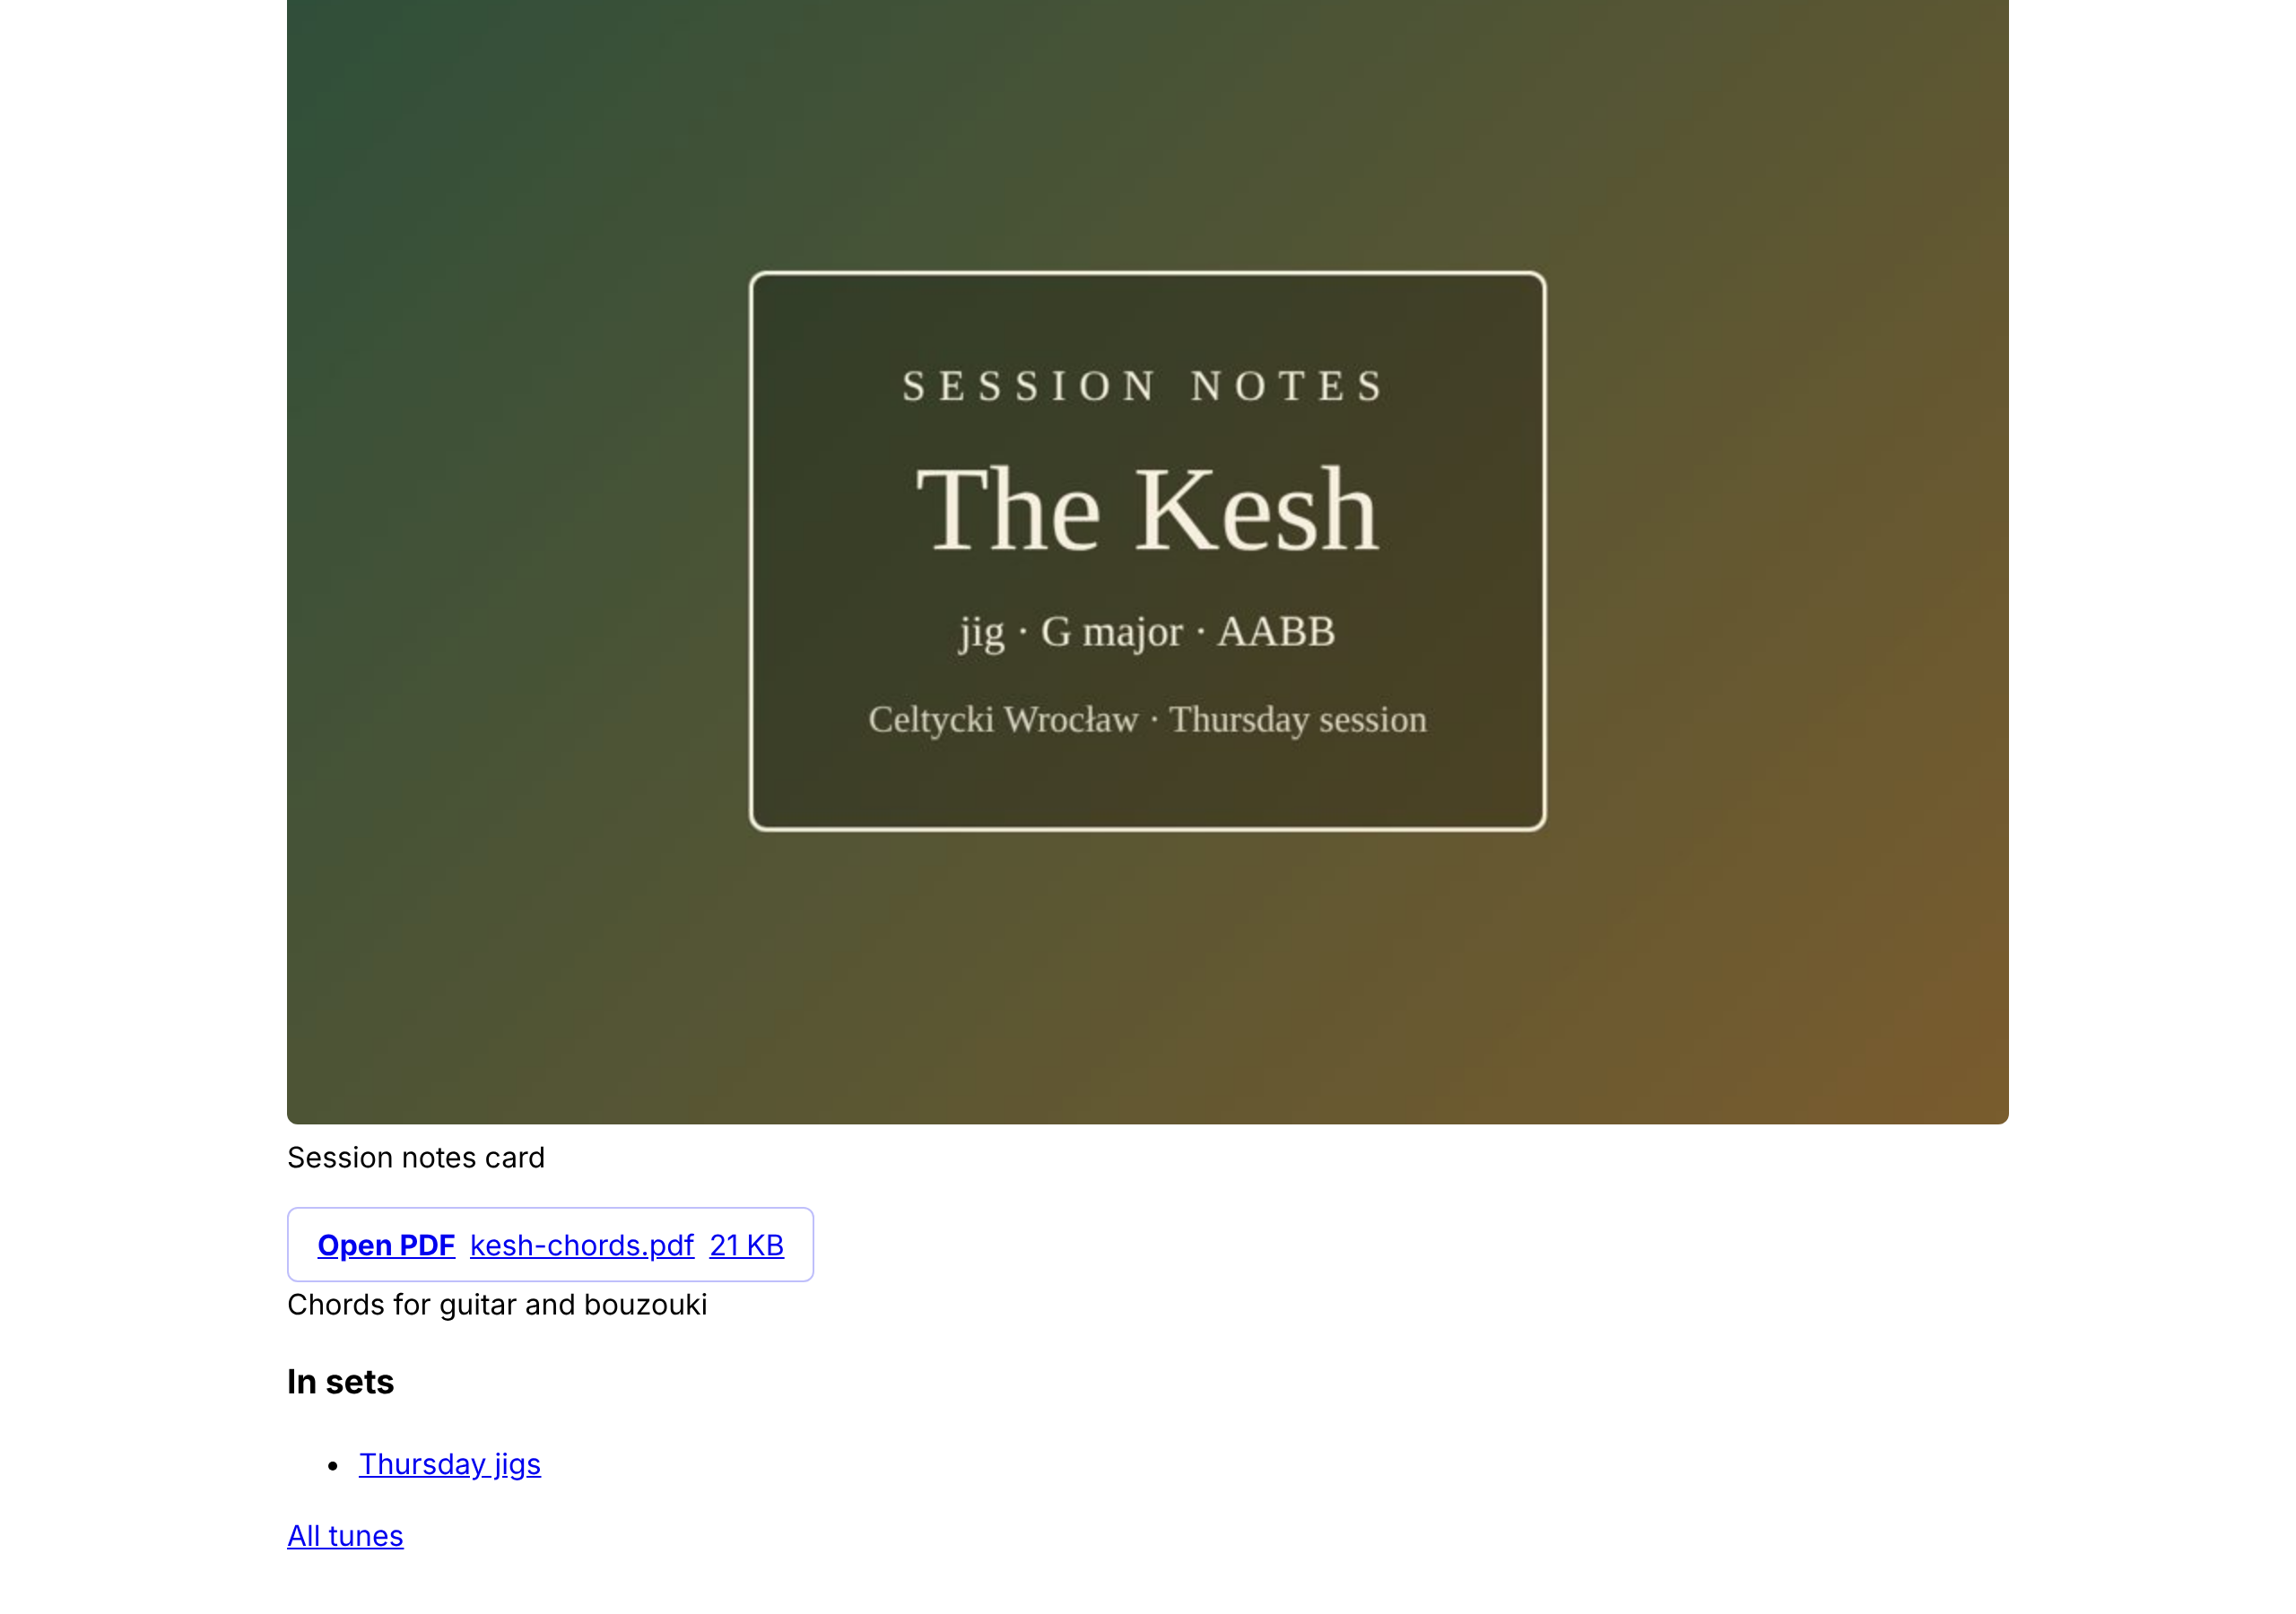 SESSION NOTES
The Kesh
jig · G major · AABB
Celtycki Wrocław · Thursday session
Session notes card
Open PDF kesh-chords.pdf 21 KB
Chords for guitar and bouzouki
In sets
Thursday jigs
All tunes